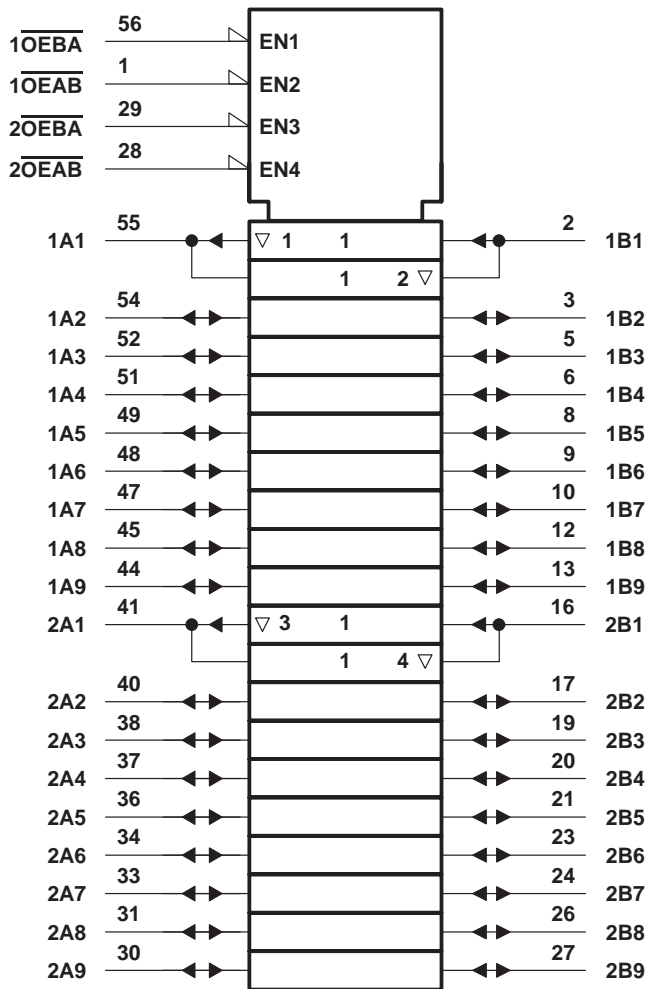 1OEBA 56 EN1
1OEAB 1 EN2
2OEBA 29 EN3
2OEAB 28 EN4
1A1 55 ▽ 1 1 2 1B1
1 2 ▽
1A2 54 3 1B2
1A3 52 5 1B3
1A4 51 6 1B4
1A5 49 8 1B5
1A6 48 9 1B6
1A7 47 10 1B7
1A8 45 12 1B8
1A9 44 13 1B9
2A1 41 ▽ 3 1 16 2B1
1 4 ▽
2A2 40 17 2B2
2A3 38 19 2B3
2A4 37 20 2B4
2A5 36 21 2B5
2A6 34 23 2B6
2A7 33 24 2B7
2A8 31 26 2B8
2A9 30 27 2B9